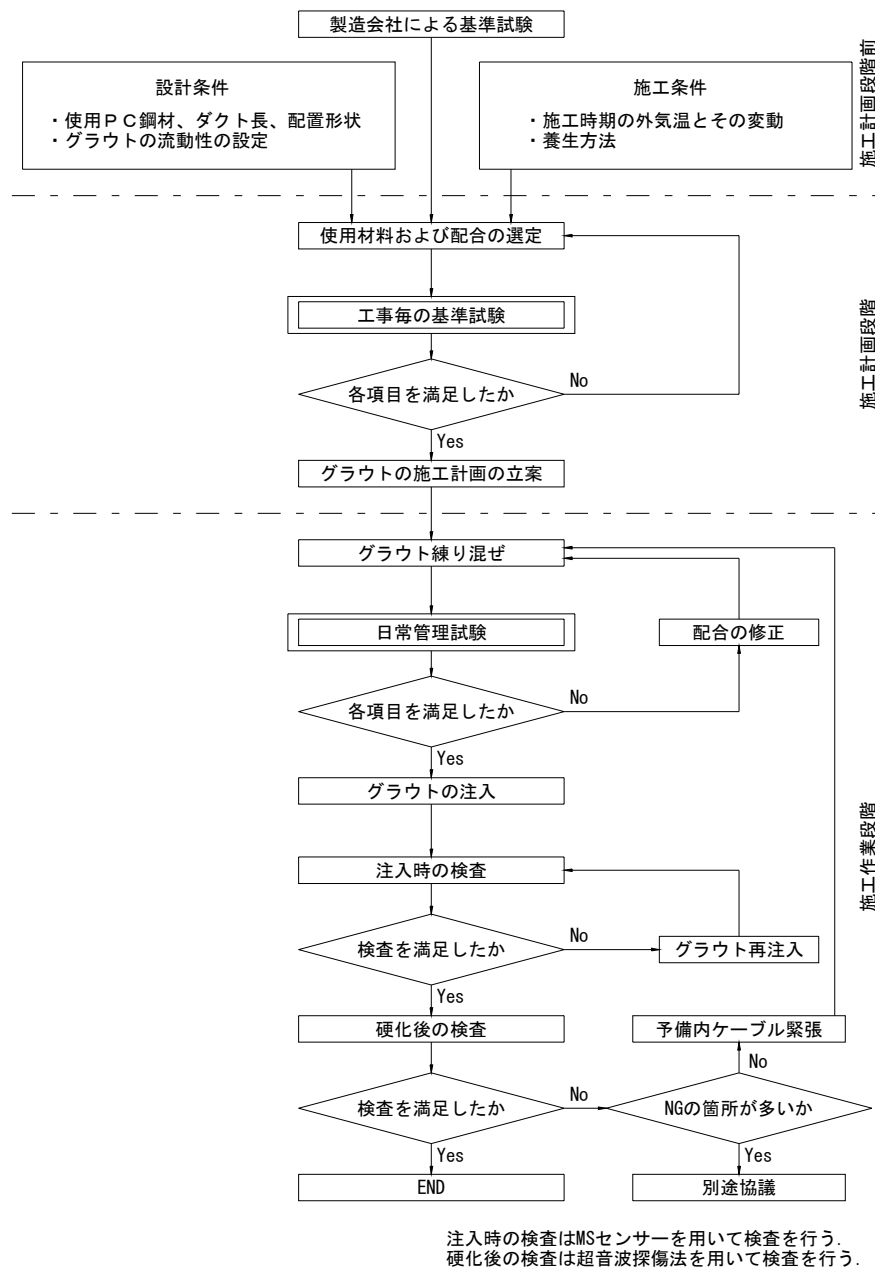 製造会社による基準試験
設計条件
・使用ＰＣ鋼材、ダクト長、配置形状
・グラウトの流動性の設定
施工条件
・施工時期の外気温とその変動
・養生方法
施工計画段階前
使用材料および配合の選定
工事毎の基準試験
各項目を満足したか
No
Yes
グラウトの施工計画の立案
施工計画段階
グラウト練り混ぜ
日常管理試験
配合の修正
各項目を満足したか
No
Yes
グラウトの注入
注入時の検査
検査を満足したか
No
グラウト再注入
Yes
硬化後の検査
予備内ケーブル緊張
No
検査を満足したか
No
NGの箇所が多いか
Yes
Yes
END
別途協議
施工作業段階
注入時の検査はMSセンサーを用いて検査を行う.
硬化後の検査は超音波探傷法を用いて検査を行う.